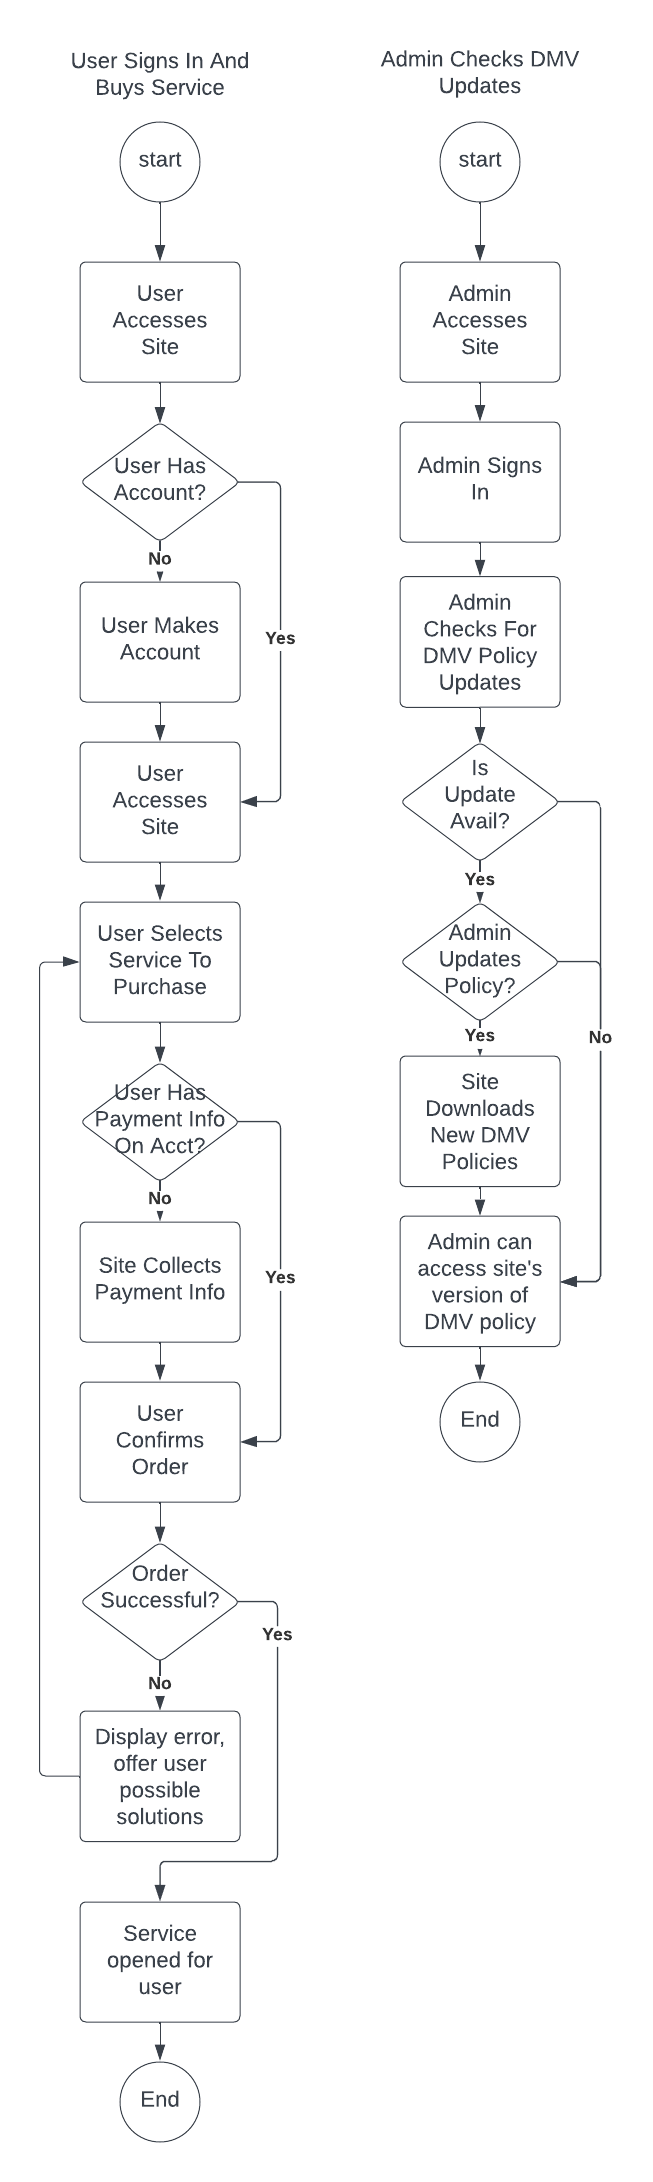 User Signs In And
Buys Service
start
User
Accesses
Site
User Has
Account?
No
Yes
User Makes
Account
User
Accesses
Site
User Selects
Service To
Purchase
User Has
Payment Info
On Acct?
No
Yes
Site Collects
Payment Info
User
Confirms
Order
Order
Successful?
Yes
No
Display error,
offer user
possible
solutions
Service
opened for
user
End
Admin Checks DMV
Updates
start
Admin
Accesses
Site
Admin Signs
In
Admin
Checks For
DMV Policy
Updates
Is
Update
Avail?
Yes
Admin
Updates
Policy?
Yes
No
Site
Downloads
New DMV
Policies
Admin can
access site's
version of
DMV policy
End